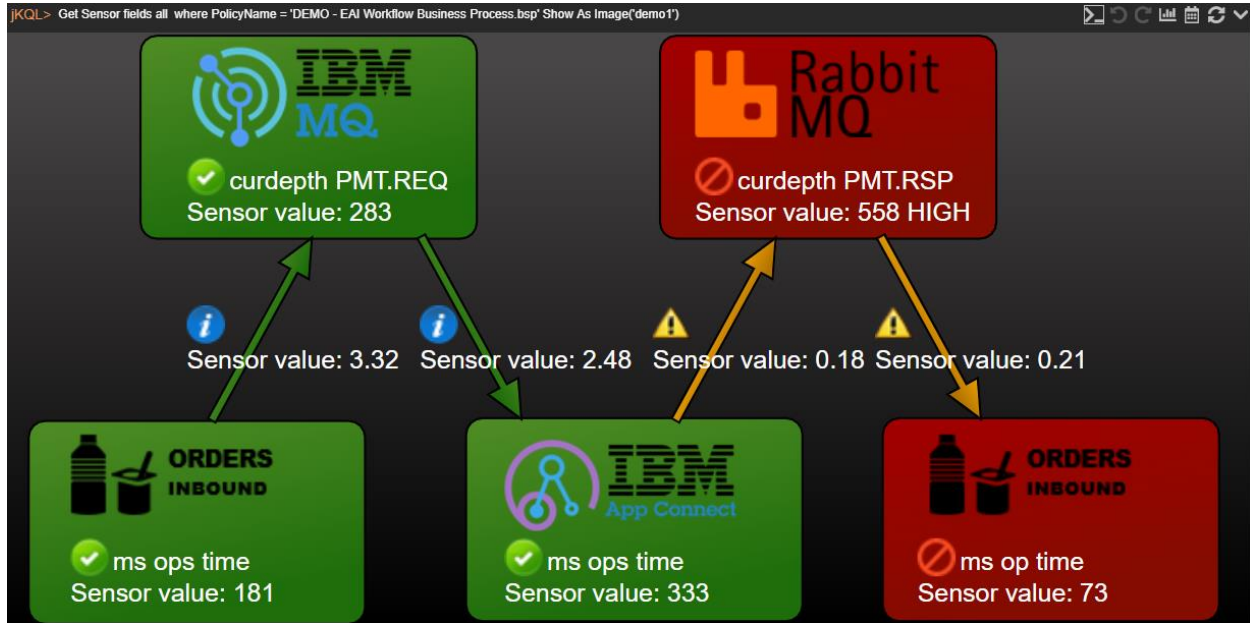 jKQL> Get Sensor fields all where PolicyName = 'DEMO - EAI Workflow Business Process.bsp' Show As Image('demo1')
IBM
MQ
curdepth PMT.REQ
Sensor value: 283
Rabbit
MQ
curdepth PMT.RSP
Sensor value: 558 HIGH
Sensor value: 3.32
Sensor value: 2.48
Sensor value: 0.18
Sensor value: 0.21
ORDERS
INBOUND
ms ops time
Sensor value: 181
IBM
App Connect
ms ops time
Sensor value: 333
ORDERS
INBOUND
ms op time
Sensor value: 73